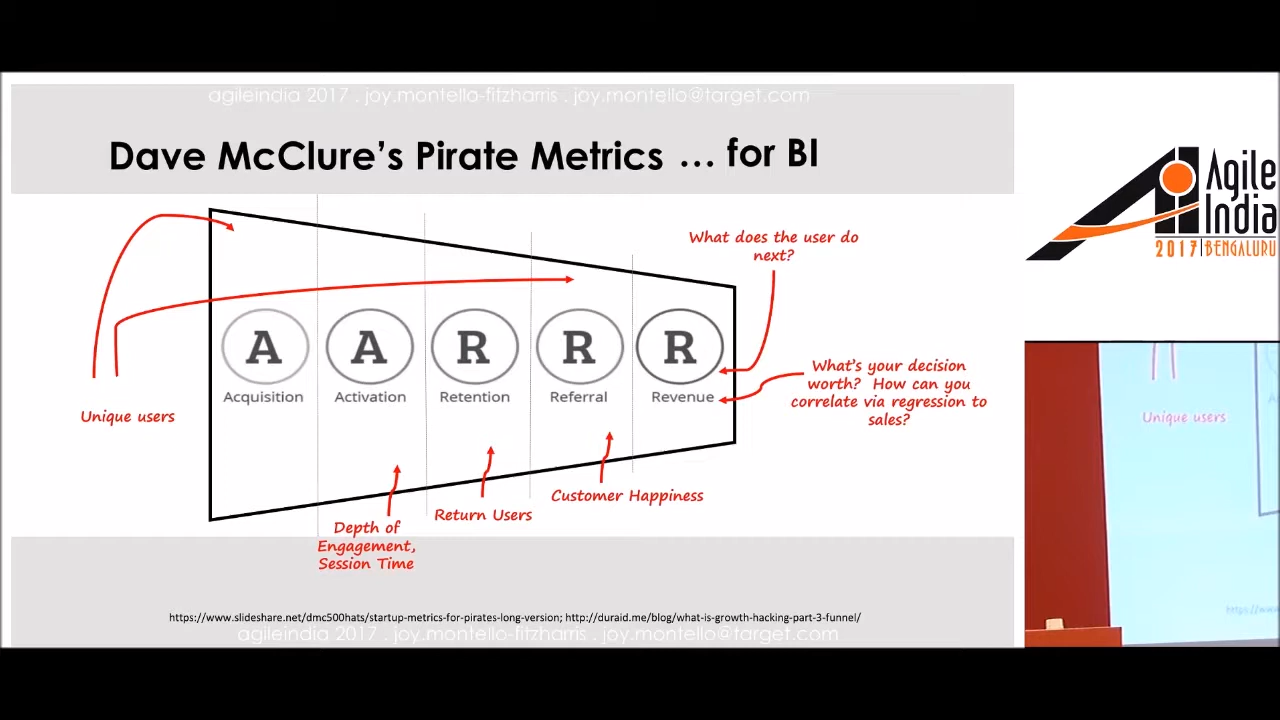 agileindia 2017 . joy.montello-fitzharris . joy.montello@target.com
Dave McClure's Pirate Metrics … for BI
What does the user do
next?
A A R R R
Acquisition Activation Retention Referral Revenue
What's your decision
worth? How can you
correlate via regression to
sales?
Unique users
Customer Happiness
Return Users
Depth of
Engagement,
Session Time
https://www.slideshare.net/dmc500hats/startup-metrics-for-pirates-long-version; http://duraid.me/blog/what-is-growth-hacking-part-3-funnel/
agileindia 2017 . joy.montello-fitzharris . joy.montello@target.com
Agile
India
2017 | BENGALURU
Unique users